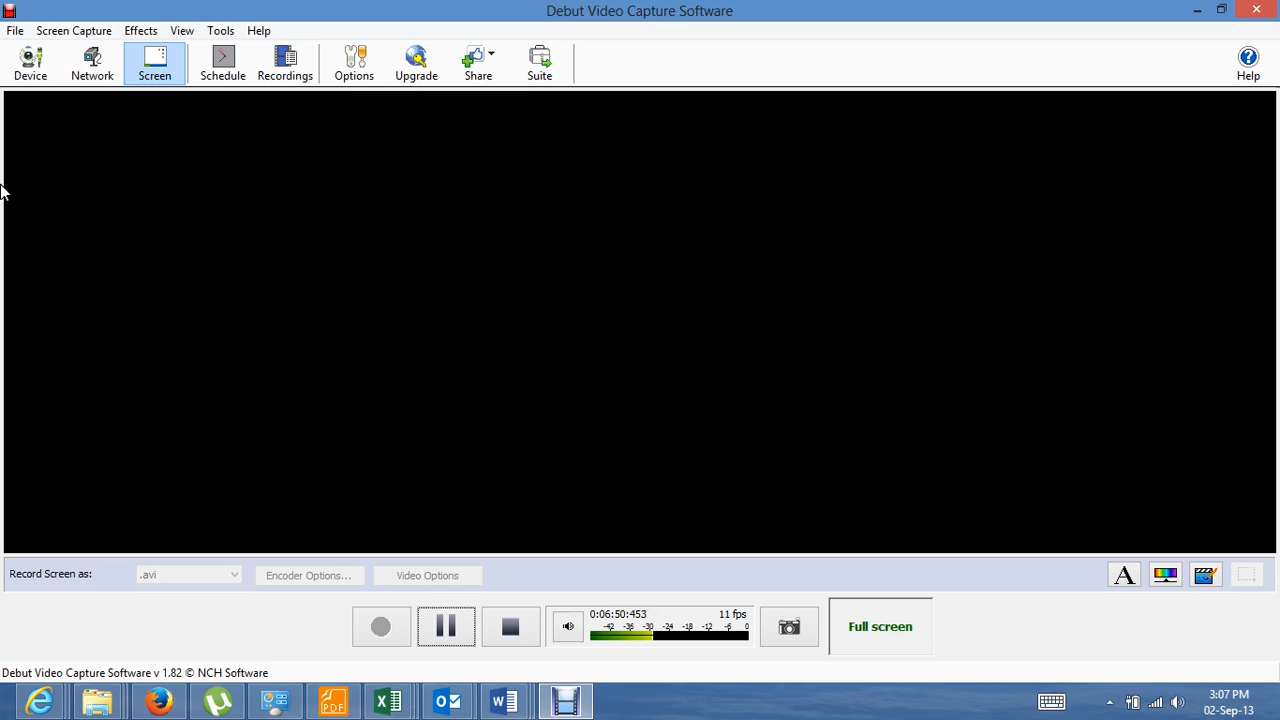 Debut Video Capture Software
File Screen Capture Effects View Tools Help
Device Network Screen Schedule Recordings Options Upgrade Share Suite Help
Record Screen as: .avi Encoder Options... Video Options A
0:06:50:453 11 fps
-42 -36 -30 -24 -18 -12 -6 0
Full screen
Debut Video Capture Software v 1.82 © NCH Software
PDF
3:07 PM
02-Sep-13